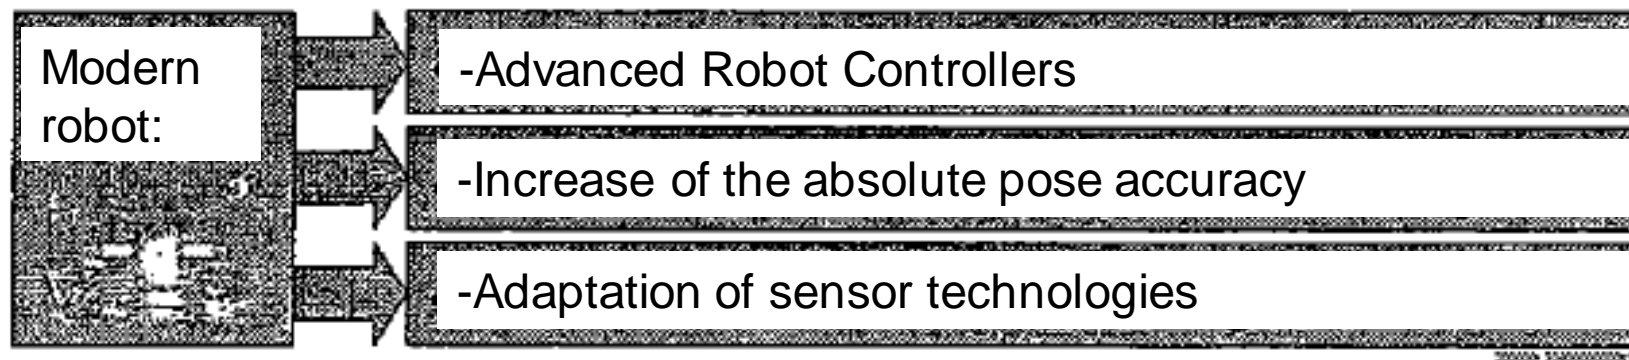 Modern
robot:
-Advanced Robot Controllers
-Increase of the absolute pose accuracy
-Adaptation of sensor technologies